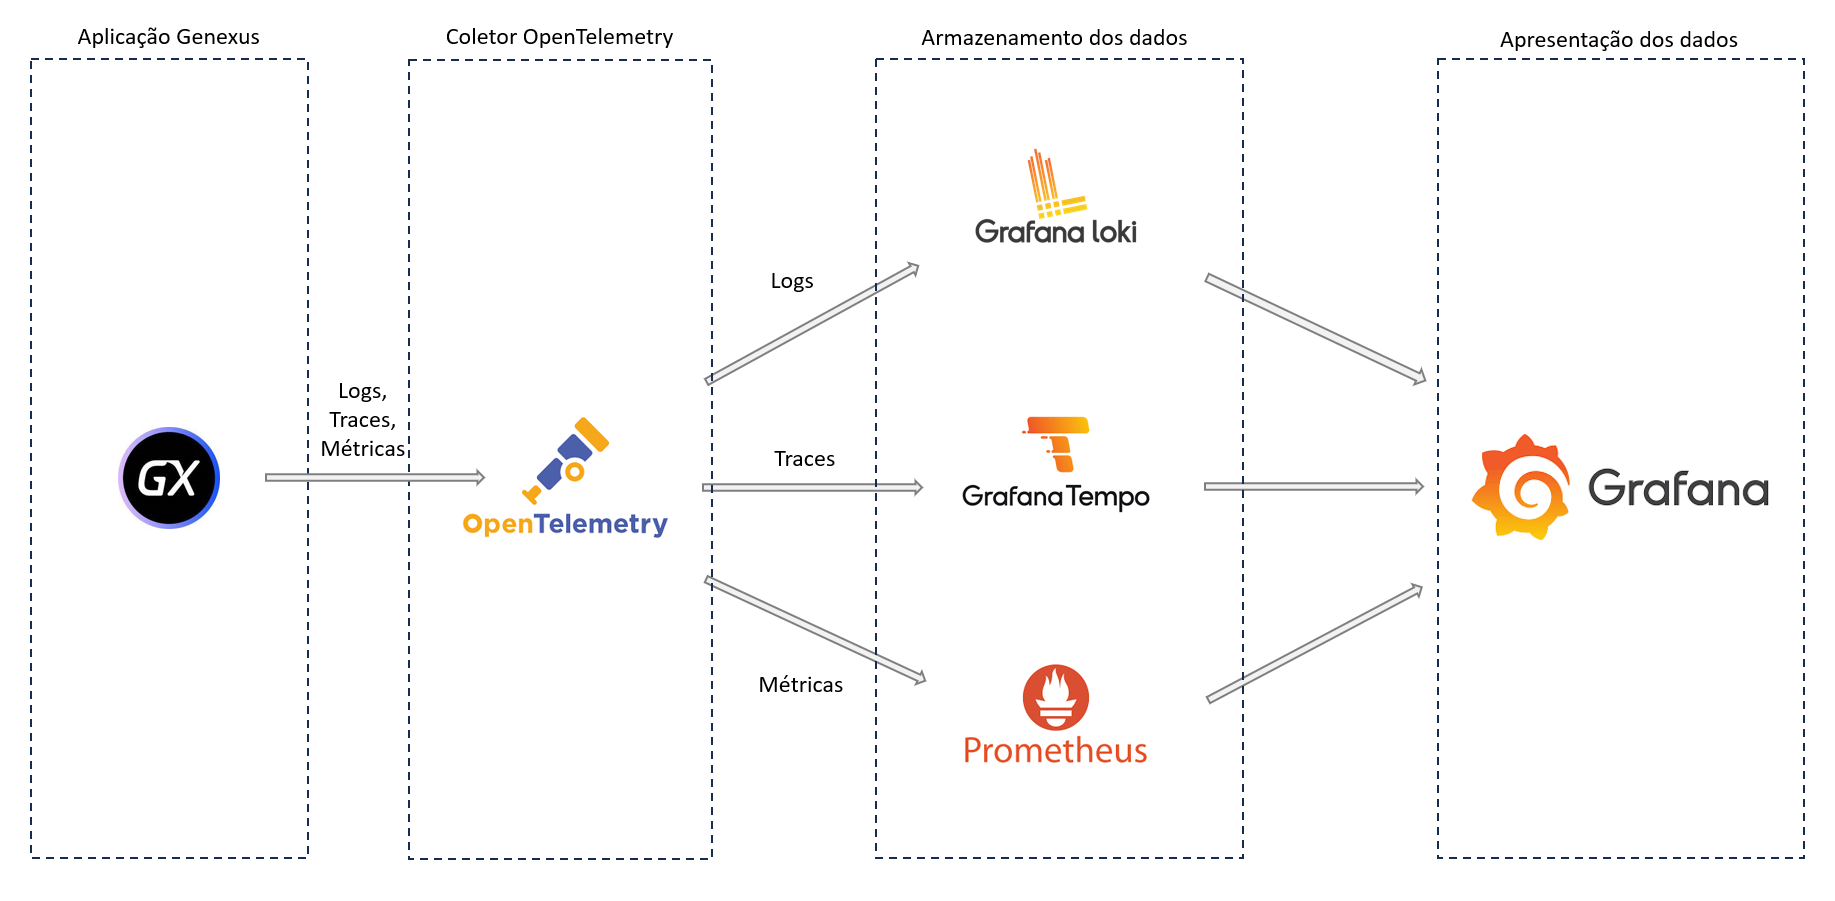 Aplicação Genexus
Coletor OpenTelemetry
Armazenamento dos dados
Apresentação dos dados
Grafana loki
Logs
Logs,
Traces,
Métricas
GX
OpenTelemetry
Traces
Grafana Tempo
Grafana
Métricas
Prometheus